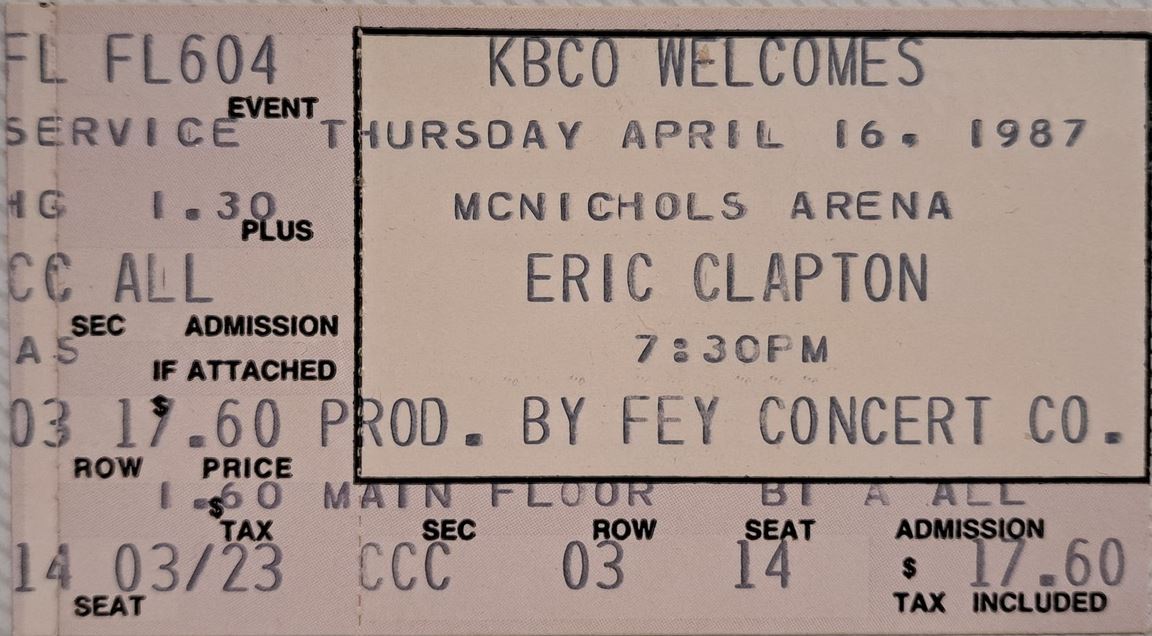 FL FL604 KBCO WELCOMES
EVENT
SERVICE THURSDAY APRIL 16. 1987
HG 1.30 MCNICHOLS ARENA
PLUS
CC ALL ERIC CLAPTON
SEC ADMISSION
AS 7:30PM
IF ATTACHED
$
03 17.60 PROD. BY FEY CONCERT CO.
ROW PRICE
1.60 MAIN FLOOR A ALL
$
TAX SEC ROW SEAT ADMISSION
14 03/23 CCC 03 14 $ 17.60
SEAT TAX INCLUDED